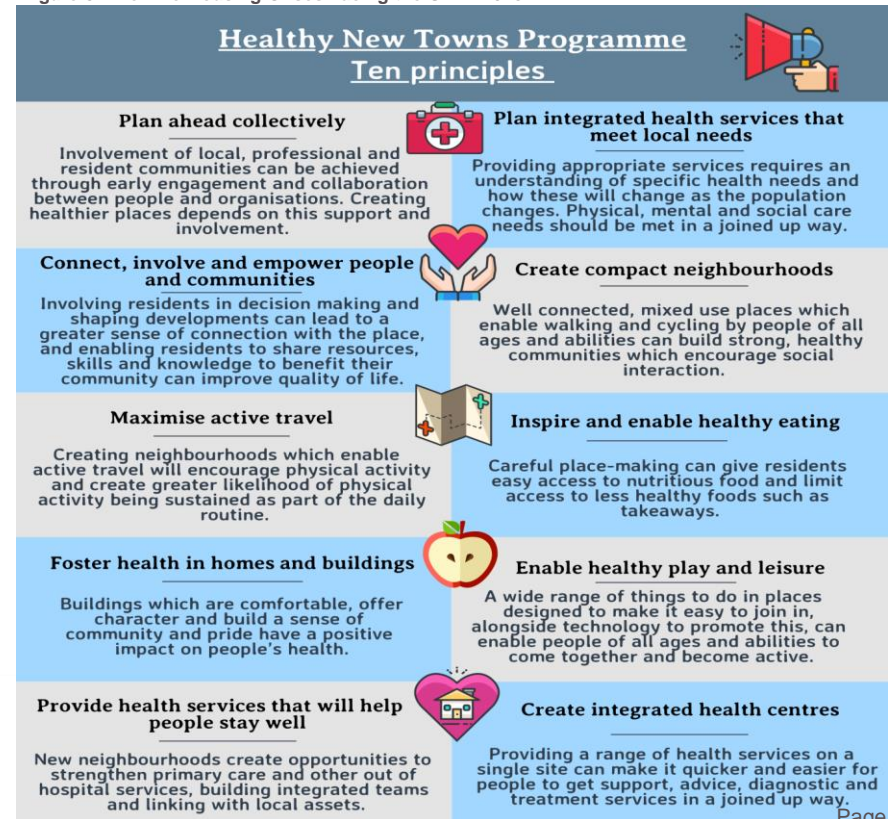 Healthy New Towns Programme
Ten principles
Plan ahead collectively
Involvement of local, professional and
resident communities can be achieved
through early engagement and collaboration
between people and organisations. Creating
healthier places depends on this support and
involvement.
Plan integrated health services that
meet local needs
Providing appropriate services requires an
understanding of specific health needs and
how these will change as the population
changes. Physical, mental and social care
needs should be met in a joined up way.
Connect, involve and empower people
and communities
Involving residents in decision making and
shaping developments can lead to a
greater sense of connection with the place,
and enabling residents to share resources,
skills and knowledge to benefit their
community can improve quality of life.
Create compact neighbourhoods
Well connected, mixed use places which
enable walking and cycling by people of all
ages and abilities can build strong, healthy
communities which encourage social
interaction.
Maximise active travel
Creating neighbourhoods which enable
active travel will encourage physical activity
and create greater likelihood of physical
activity being sustained as part of the daily
routine.
Inspire and enable healthy eating
Careful place-making can give residents
easy access to nutritious food and limit
access to less healthy foods such as
takeaways.
Foster health in homes and buildings
Buildings which are comfortable, offer
character and build a sense of
community and pride have a positive
impact on people's health.
Enable healthy play and leisure
A wide range of things to do in places
designed to make it easy to join in,
alongside technology to promote this, can
enable people of all ages and abilities to
come together and become active.
Provide health services that will help
people stay well
New neighbourhoods create opportunities to
strengthen primary care and other out of
hospital services, building integrated teams
and linking with local assets.
Create integrated health centres
Providing a range of health services on a
single site can make it quicker and easier for
people to get support, advice, diagnostic and
treatment services in a joined up way.
Page